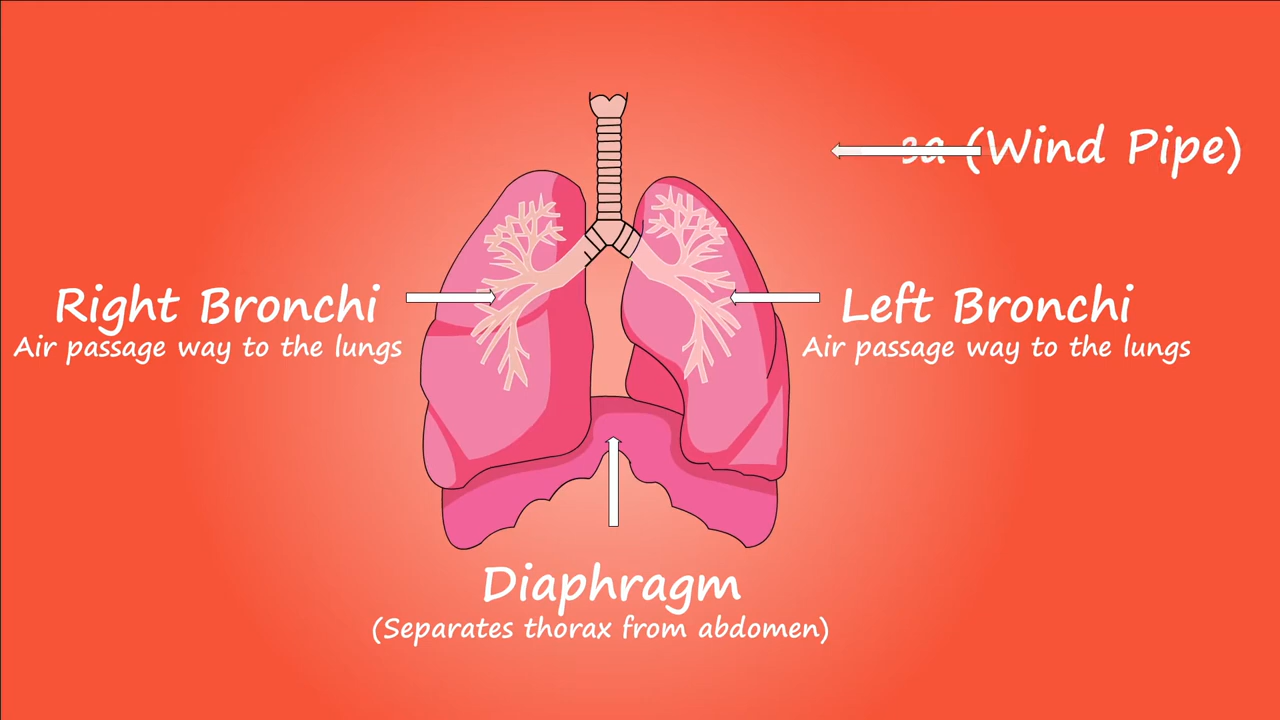 (Wind Pipe)
Right Bronchi
Air passage way to the lungs
Left Bronchi
Air passage way to the lungs
Diaphragm
(Separates thorax from abdomen)